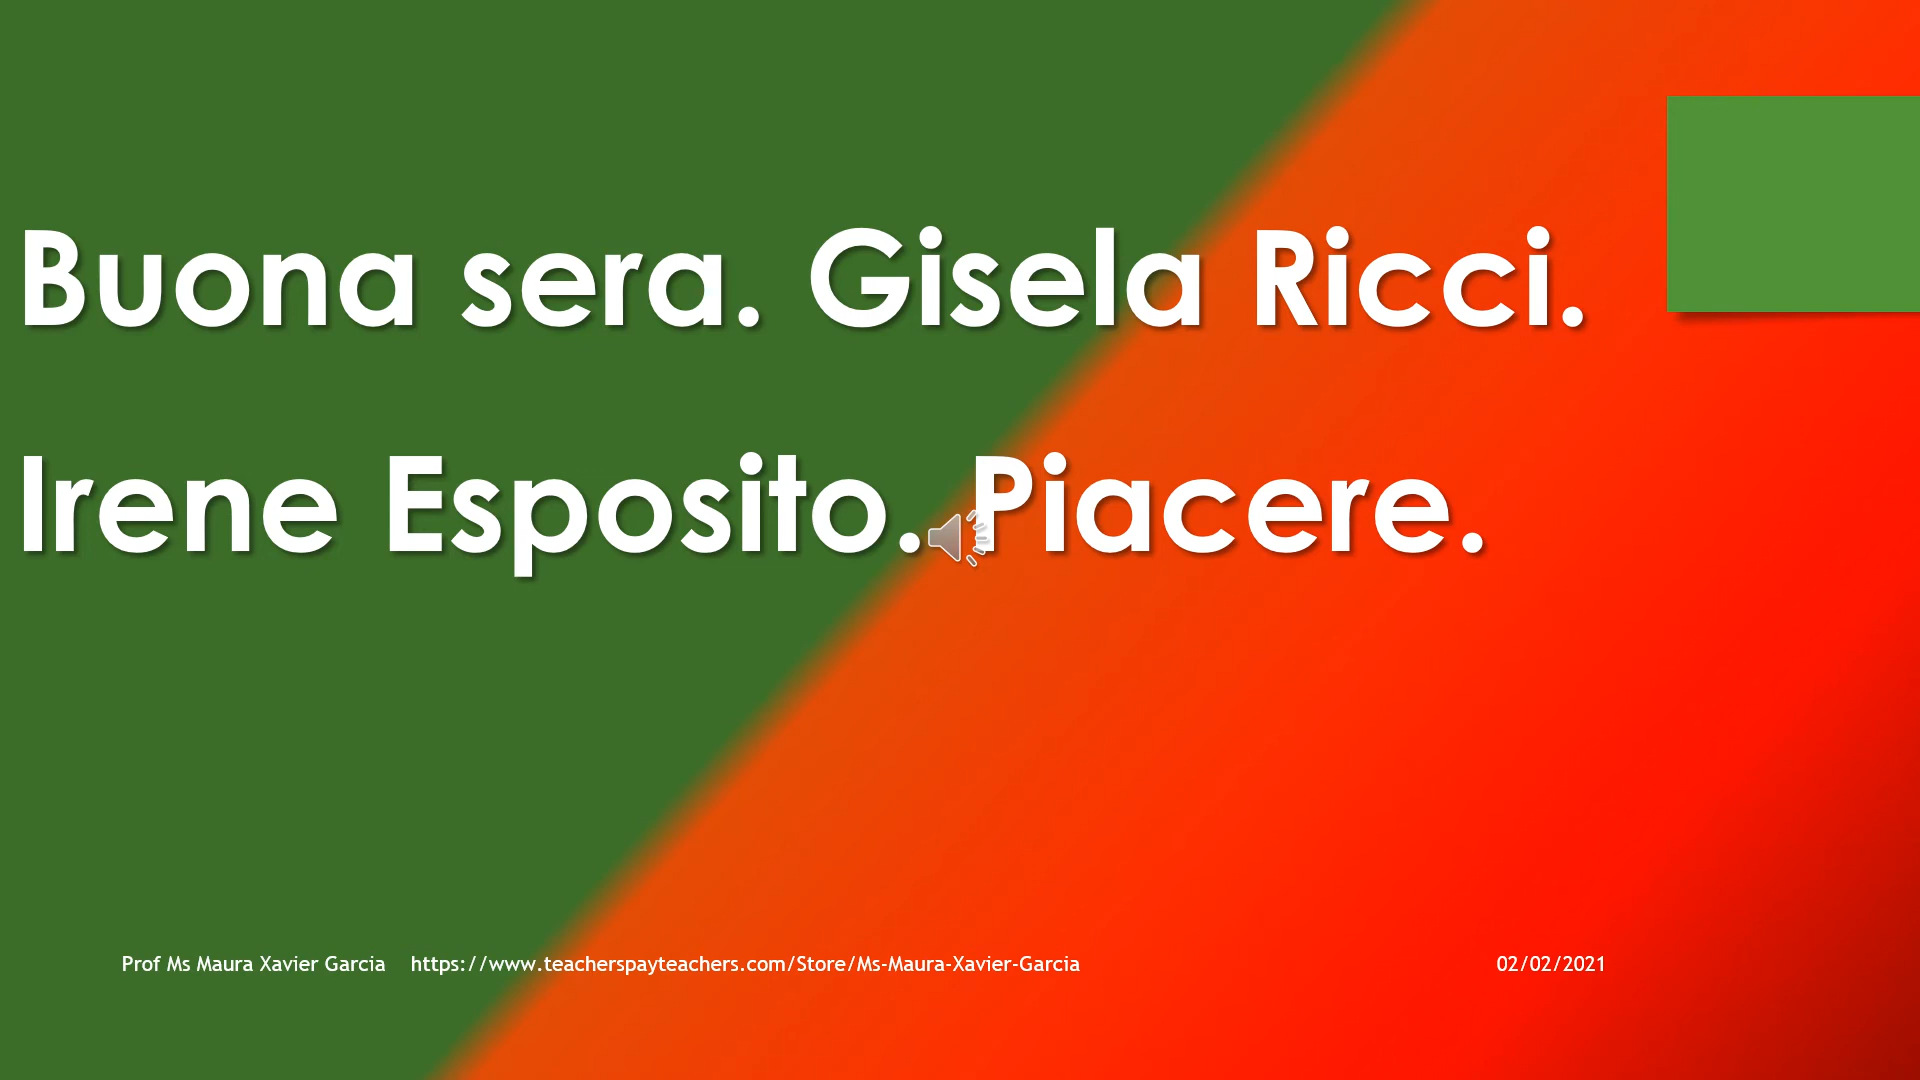 Buona sera. Gisela Ricci.
Irene Esposito. Piacere.
Prof Ms Maura Xavier Garcia https://www.teacherspayteachers.com/Store/Ms-Maura-Xavier-Garcia 02/02/2021